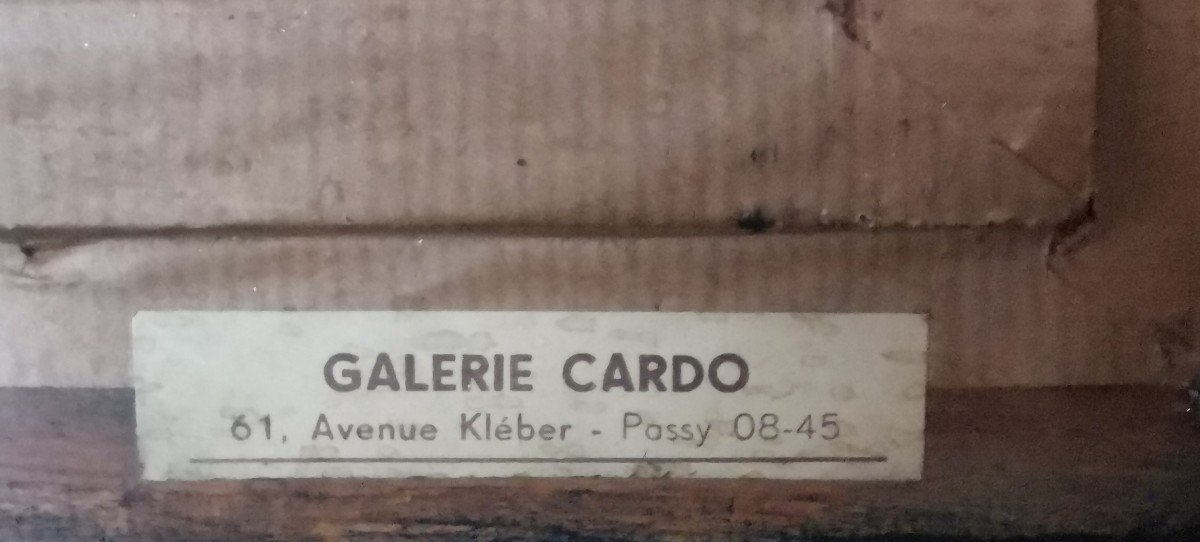 GALERIE CARDO
61, Avenue Kléber - Passy 08-45